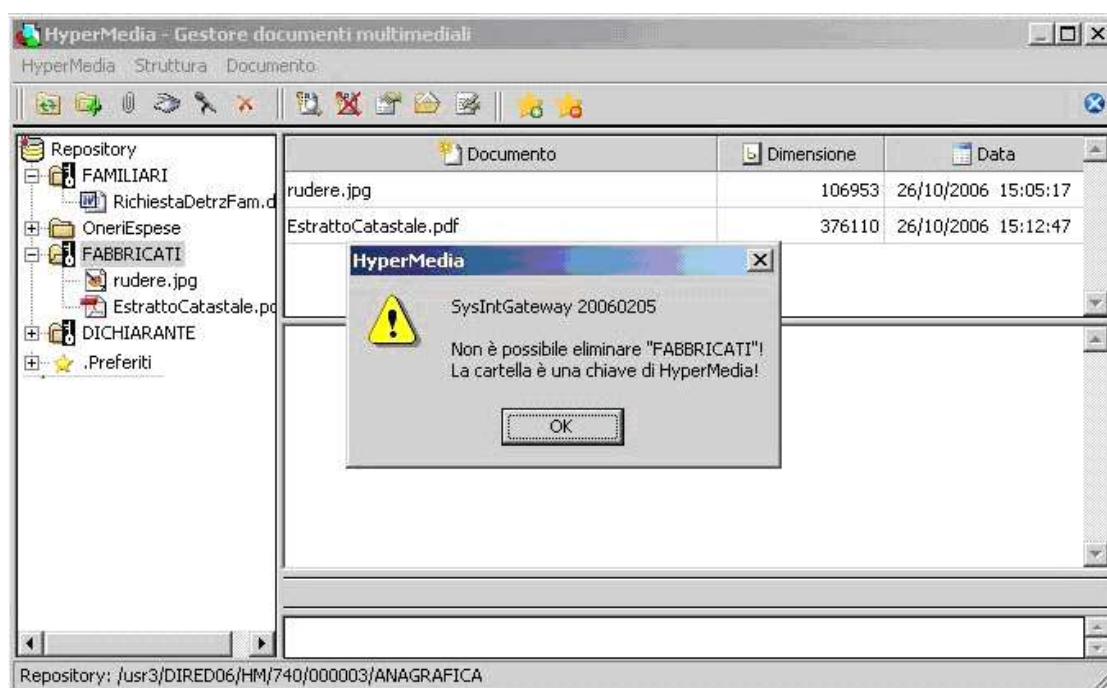 HyperMedia - Gestore documenti multimediali
HyperMedia Struttura Documento
Repository
FAMILIARI
RichiestaDetrzFam.d
OneriEspese
FABBRICATI
rudere.jpg
EstrattoCatastale.pd
DICHIARANTE
.Preferiti
Documento Dimensione Data
rudere.jpg 106953 26/10/2006 15:05:17
EstrattoCatastale.pdf 376110 26/10/2006 15:12:47
HyperMedia
SysIntGateway 20060205
Non è possibile eliminare "FABBRICATI"!
La cartella è una chiave di HyperMedia!
OK
Repository: /usr3/DIRED06/HM/740/000003/ANAGRAFICA